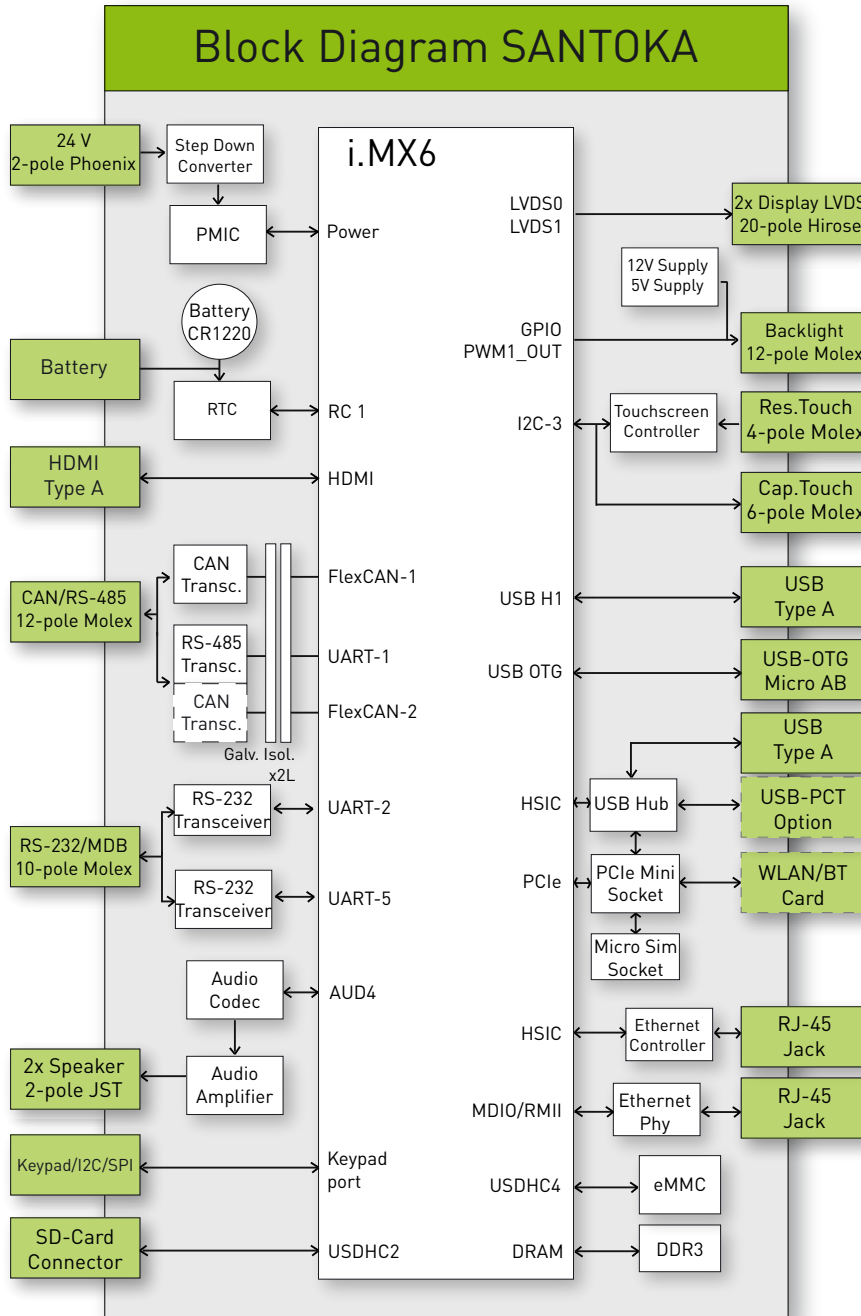 Block Diagram SANTOKA
i.MX6
24 V
2-pole Phoenix
Step Down
Converter
PMIC
Power
Battery
CR1220
Battery
RTC
RC 1
HDMI
Type A
HDMI
CAN/RS-485
12-pole Molex
CAN
Transc.
FlexCAN-1
RS-485
Transc.
UART-1
CAN
Transc.
FlexCAN-2
Galv. Isol.
x2L
RS-232/MDB
10-pole Molex
RS-232
Transceiver
UART-2
RS-232
Transceiver
UART-5
Audio
Codec
AUD4
2x Speaker
2-pole JST
Audio
Amplifier
Keypad/I2C/SPI
Keypad
port
SD-Card
Connector
USDHC2
LVDS0
LVDS1
2x Display LVDS
20-pole Hirose
12V Supply
5V Supply
GPIO
PWM1_OUT
Backlight
12-pole Molex
I2C-3
Touchscreen
Controller
Res.Touch
4-pole Molex
Cap.Touch
6-pole Molex
USB H1
USB
Type A
USB OTG
USB-OTG
Micro AB
USB
Type A
HSIC
USB Hub
USB-PCT
Option
PCIe
PCIe Mini
Socket
WLAN/BT
Card
Micro Sim
Socket
HSIC
Ethernet
Controller
RJ-45
Jack
MDIO/RMII
Ethernet
Phy
RJ-45
Jack
USDHC4
eMMC
DRAM
DDR3